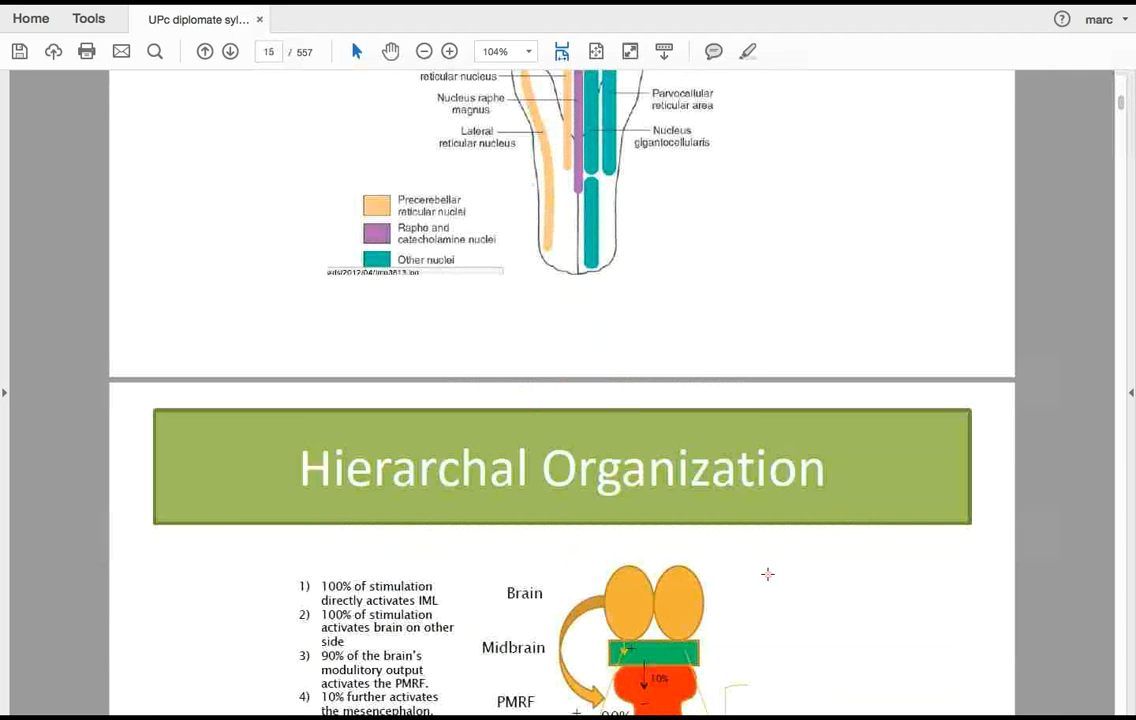 Home Tools UPc diplomate syl... × marc
15 / 557 104%
reticular nucleus
Nucleus raphe
magnus
Parvocellular
reticular area
Lateral
reticular nucleus
Nucleus
gigantocellularis
Precerebellar
reticular nuclei
Raphe and
catecholamine nuclei
Other nuclei
Hierarchal Organization
1) 100% of stimulation
directly activates IML
2) 100% of stimulation
activates brain on other
side
3) 90% of the brain's
modulitory output
activates the PMRF.
4) 10% further activates
the mesencephalon.
Brain
Midbrain
PMRF
10%
+
+
90%